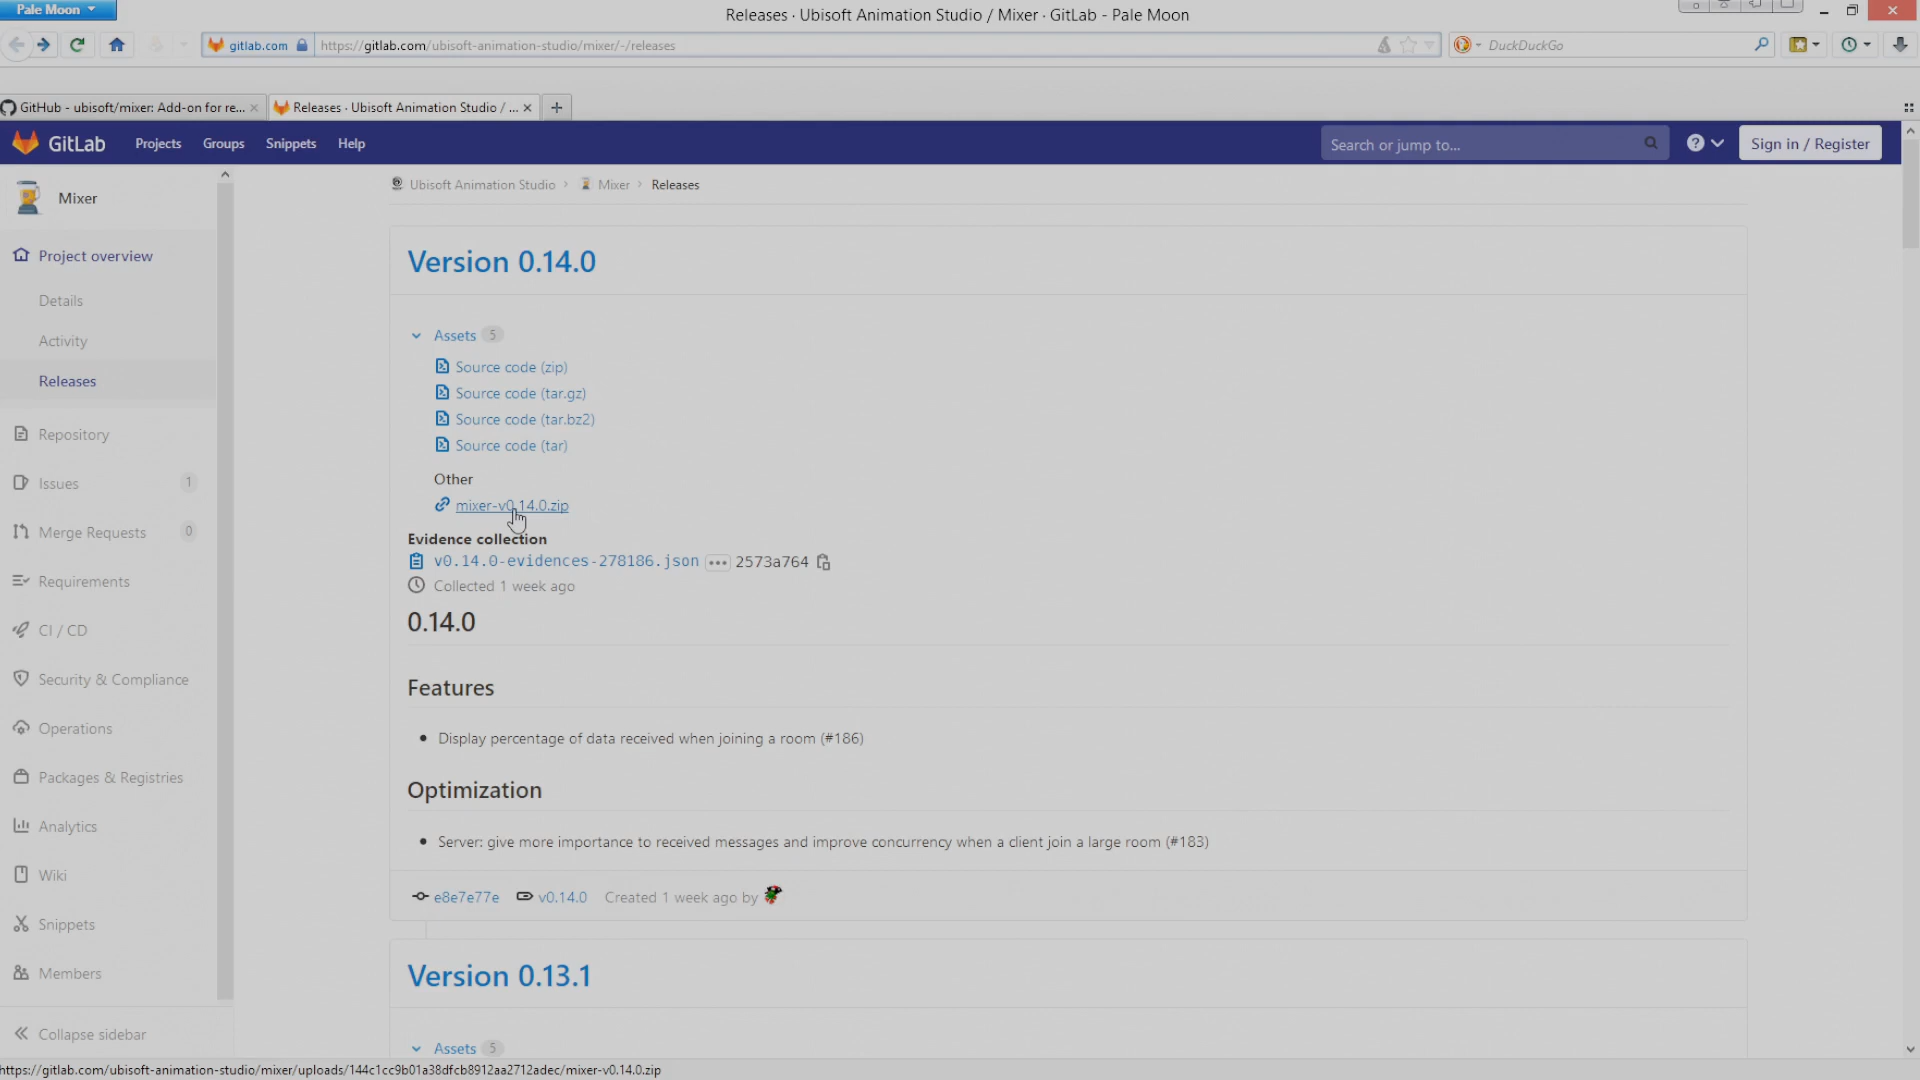 Pale Moon
Releases · Ubisoft Animation Studio / Mixer · GitLab - Pale Moon
gitlab.com
https://gitlab.com/ubisoft-animation-studio/mixer/-/releases
DuckDuckGo
GitHub - ubisoft/mixer: Add-on for re...
Releases · Ubisoft Animation Studio / ...
GitLab
Projects
Groups
Snippets
Help
Search or jump to...
Sign in / Register
Mixer
Ubisoft Animation Studio › Mixer › Releases
Project overview
Details
Activity
Releases
Repository
Issues 1
Merge Requests 0
Requirements
CI / CD
Security & Compliance
Operations
Packages & Registries
Analytics
Wiki
Snippets
Members
Collapse sidebar
Version 0.14.0
Assets 5
Source code (zip)
Source code (tar.gz)
Source code (tar.bz2)
Source code (tar)
Other
mixer-v0.14.0.zip
Evidence collection
v0.14.0-evidences-278186.json ••• 2573a764
Collected 1 week ago
0.14.0
Features
• Display percentage of data received when joining a room (#186)
Optimization
• Server: give more importance to received messages and improve concurrency when a client join a large room (#183)
e8e7e77e v0.14.0 Created 1 week ago by
Version 0.13.1
Assets 5
https://gitlab.com/ubisoft-animation-studio/mixer/uploads/144c1cc9b01a38dfcb8912aa2712adec/mixer-v0.14.0.zip